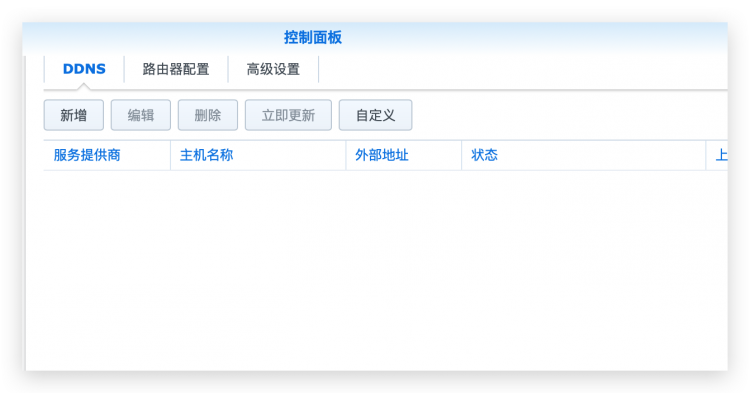 控制面板
DDNS 路由器配置 高级设置
新增 编辑 删除 立即更新 自定义
服务提供商 主机名称 外部地址 状态 上